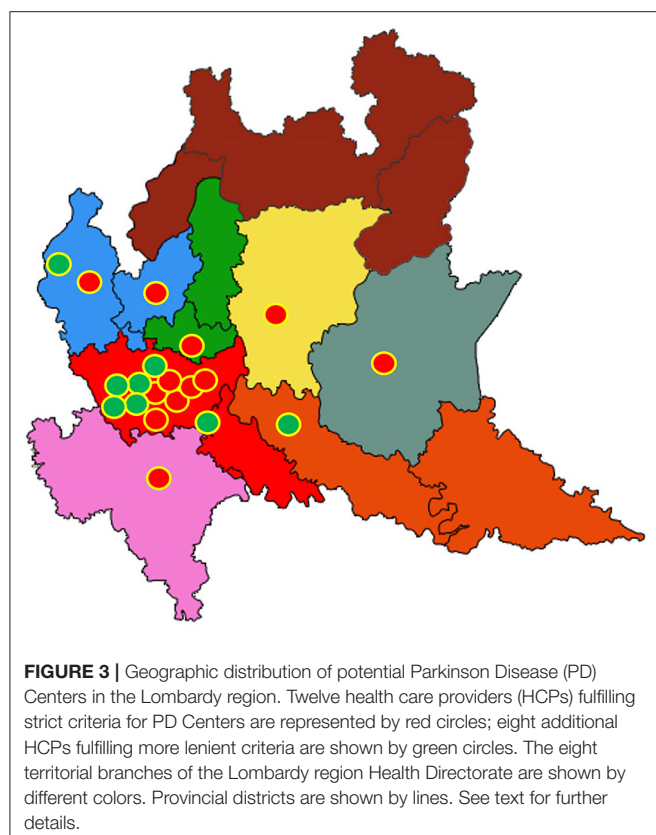 FIGURE 3 | Geographic distribution of potential Parkinson Disease (PD)
Centers in the Lombardy region. Twelve health care providers (HCPs) fulfilling
strict criteria for PD Centers are represented by red circles; eight additional
HCPs fulfilling more lenient criteria are shown by green circles. The eight
territorial branches of the Lombardy region Health Directorate are shown by
different colors. Provincial districts are shown by lines. See text for further
details.